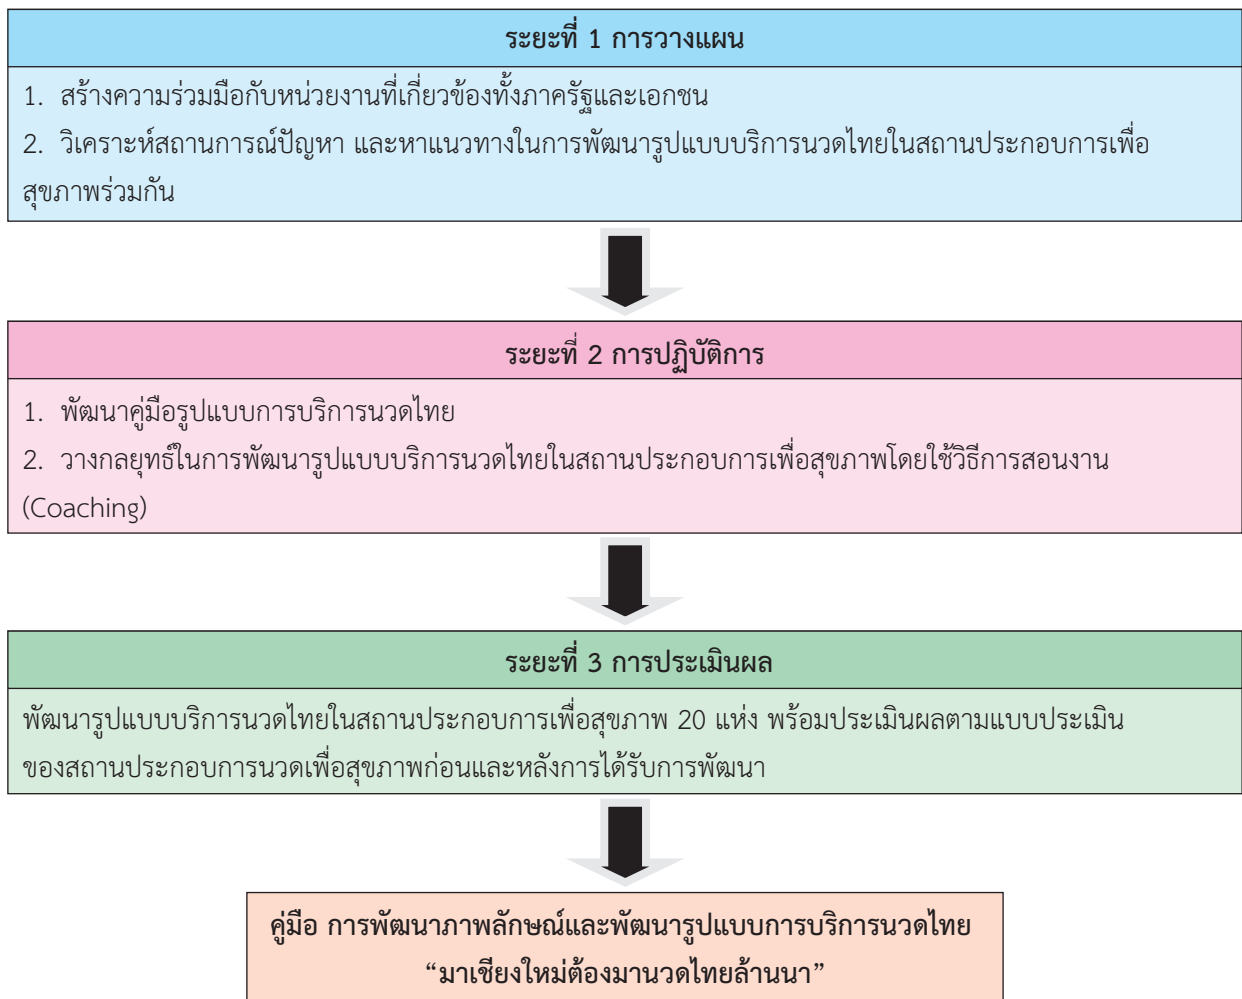 ระยะที่ 1 การวางแผน
1. สร้างความร่วมมือกับหน่วยงานที่เกี่ยวข้องทั้งภาครัฐและเอกชน
2. วิเคราะห์สถานการณ์ปัญหา และหาแนวทางในการพัฒนารูปแบบบริการนวดไทยในสถานประกอบการเพื่อ
สุขภาพร่วมกัน
ระยะที่ 2 การปฏิบัติการ
1. พัฒนาคู่มือรูปแบบการบริการนวดไทย
2. วางกลยุทธ์ในการพัฒนารูปแบบบริการนวดไทยในสถานประกอบการเพื่อสุขภาพโดยใช้วิธีการสอนงาน
(Coaching)
ระยะที่ 3 การประเมินผล
พัฒนารูปแบบบริการนวดไทยในสถานประกอบการเพื่อสุขภาพ 20 แห่ง พร้อมประเมินผลตามแบบประเมิน
ของสถานประกอบการนวดเพื่อสุขภาพก่อนและหลังการได้รับการพัฒนา
คู่มือ การพัฒนาภาพลักษณ์และพัฒนารูปแบบการบริการนวดไทย
“มาเชียงใหม่ต้องมานวดไทยล้านนา”